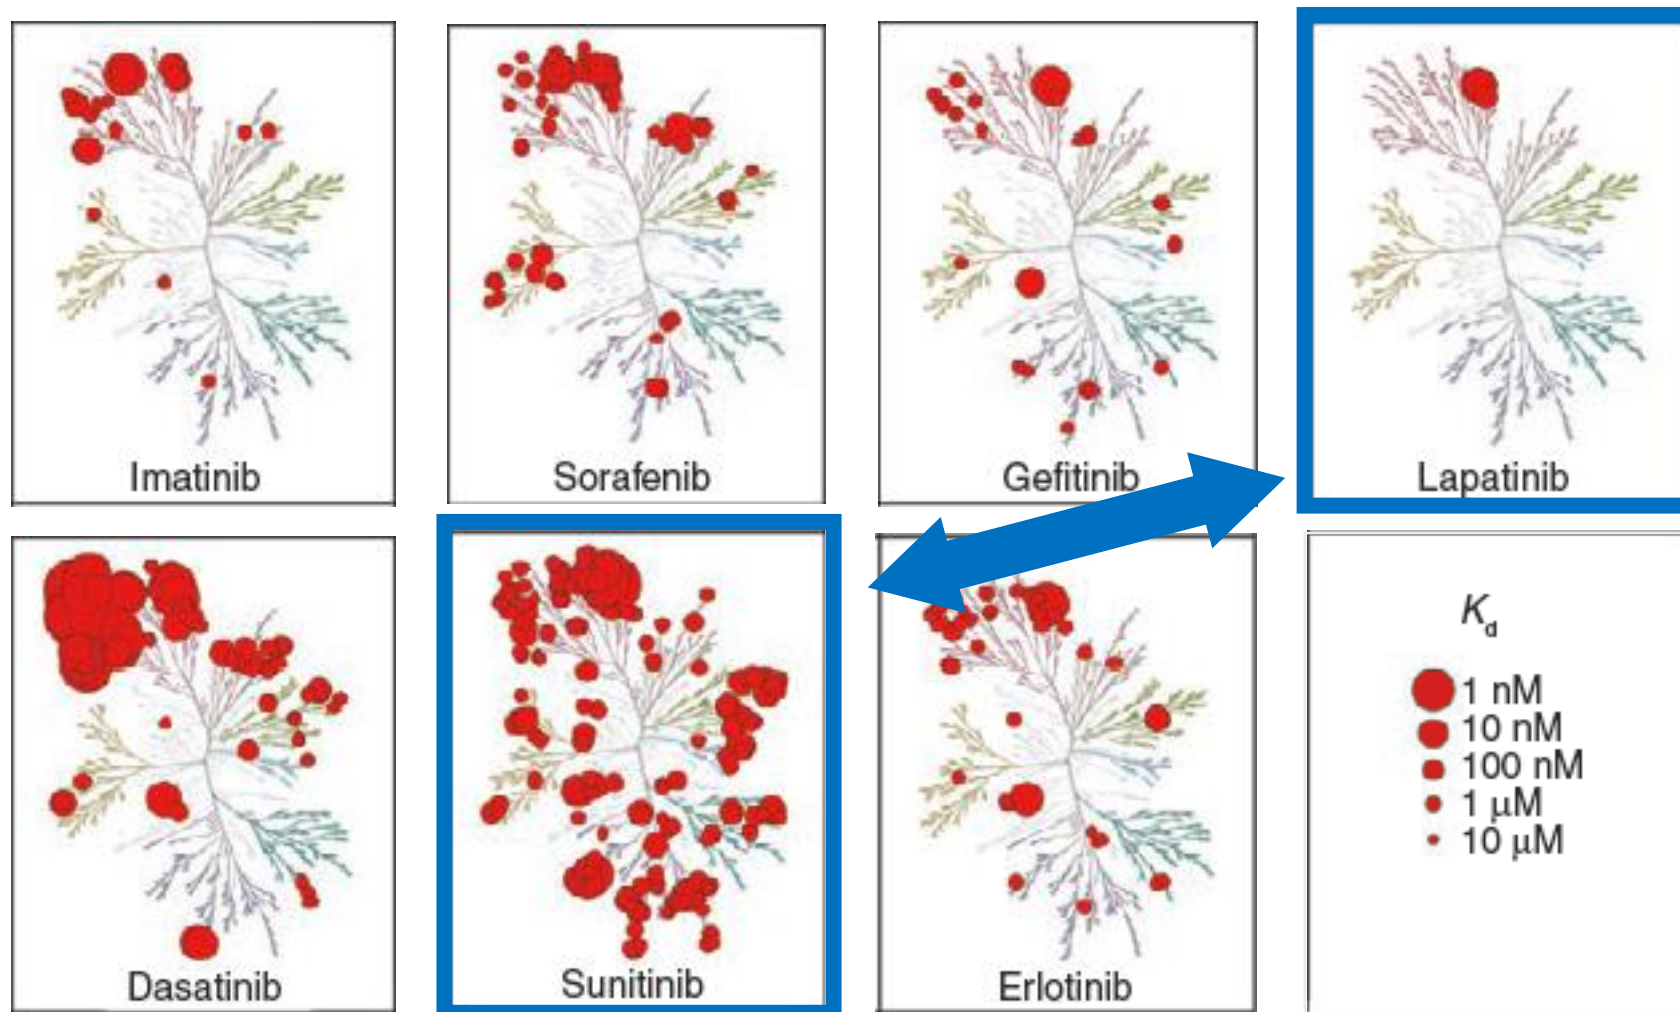 Imatinib
Sorafenib
Gefitinib
Lapatinib
Dasatinib
Sunitinib
Erlotinib
Kd
1 nM
10 nM
100 nM
1 μM
10 μM